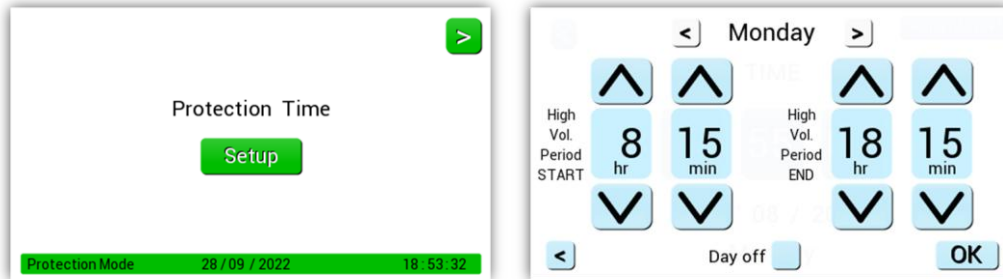 >
Protection Time
Setup
Protection Mode 28 / 09 / 2022 18 : 53 : 32
< Monday >
High Vol. Period START
8 hr
15 min
High Vol. Period END
18 hr
15 min
< Day off OK